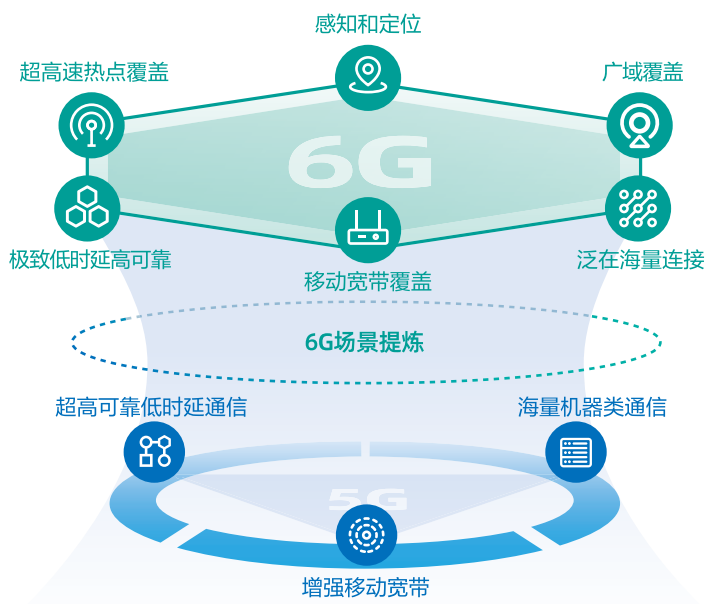 感知和定位
超高速热点覆盖
广域覆盖
6G
极致低时延高可靠
泛在海量连接
移动宽带覆盖
6G场景提炼
超高可靠低时延通信
海量机器类通信
5G
增强移动宽带